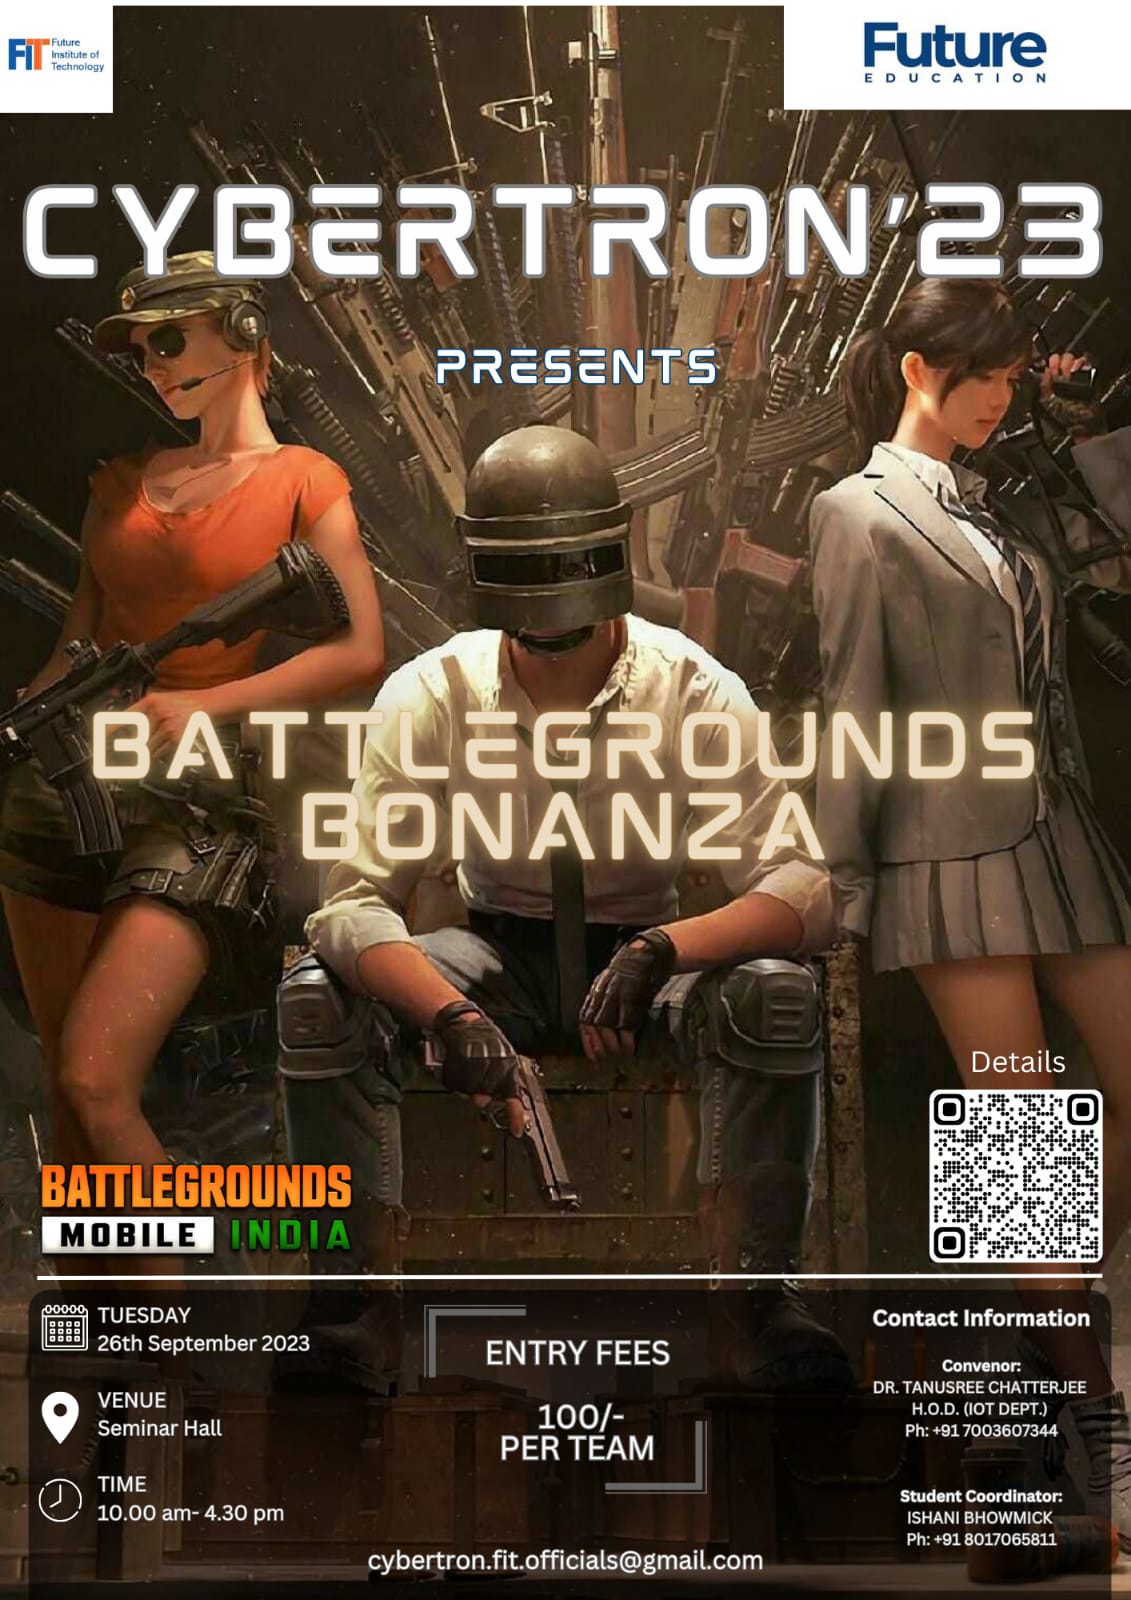 FIT Future
Institute of
Technology
Future
EDUCATION
CYBERTRON'23
PRESENTS
BATTLEGROUNDS
BONANZA
Details
BATTLEGROUNDS
MOBILE INDIA
TUESDAY
26th September 2023
VENUE
Seminar Hall
TIME
10.00 am- 4.30 pm
ENTRY FEES
100/-
PER TEAM
Contact Information
Convenor:
DR. TANUSREE CHATTERJEE
H.O.D. (IOT DEPT.)
Ph: +91 7003607344
Student Coordinator:
ISHANI BHOWMICK
Ph: +91 8017065811
cybertron.fit.officials@gmail.com